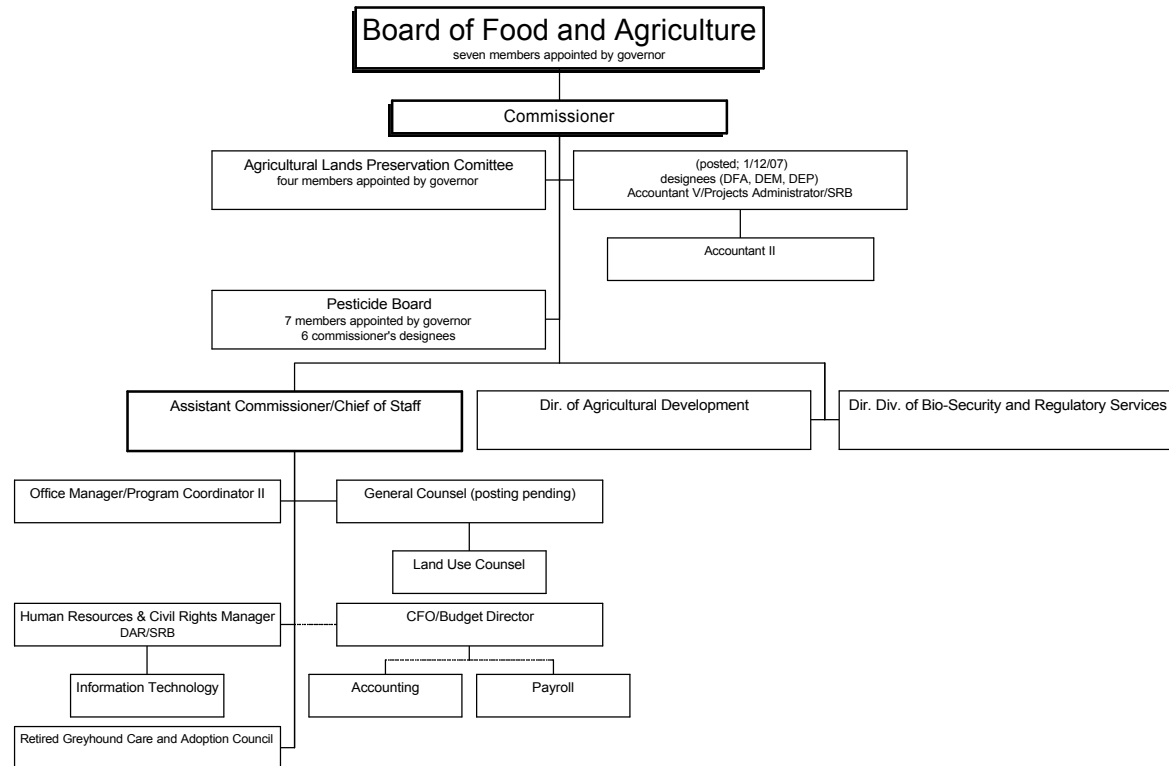 Board of Food and Agriculture
seven members appointed by governor
Commissioner
Agricultural Lands Preservation Comittee
four members appointed by governor
(posted; 1/12/07)
designees (DFA, DEM, DEP)
Accountant V/Projects Administrator/SRB
Accountant II
Pesticide Board
7 members appointed by governor
6 commissioner's designees
Assistant Commissioner/Chief of Staff
Dir. of Agricultural Development
Dir. Div. of Bio-Security and Regulatory Services
Office Manager/Program Coordinator II
General Counsel (posting pending)
Land Use Counsel
Human Resources & Civil Rights Manager
DAR/SRB
CFO/Budget Director
Information Technology
Accounting
Payroll
Retired Greyhound Care and Adoption Council